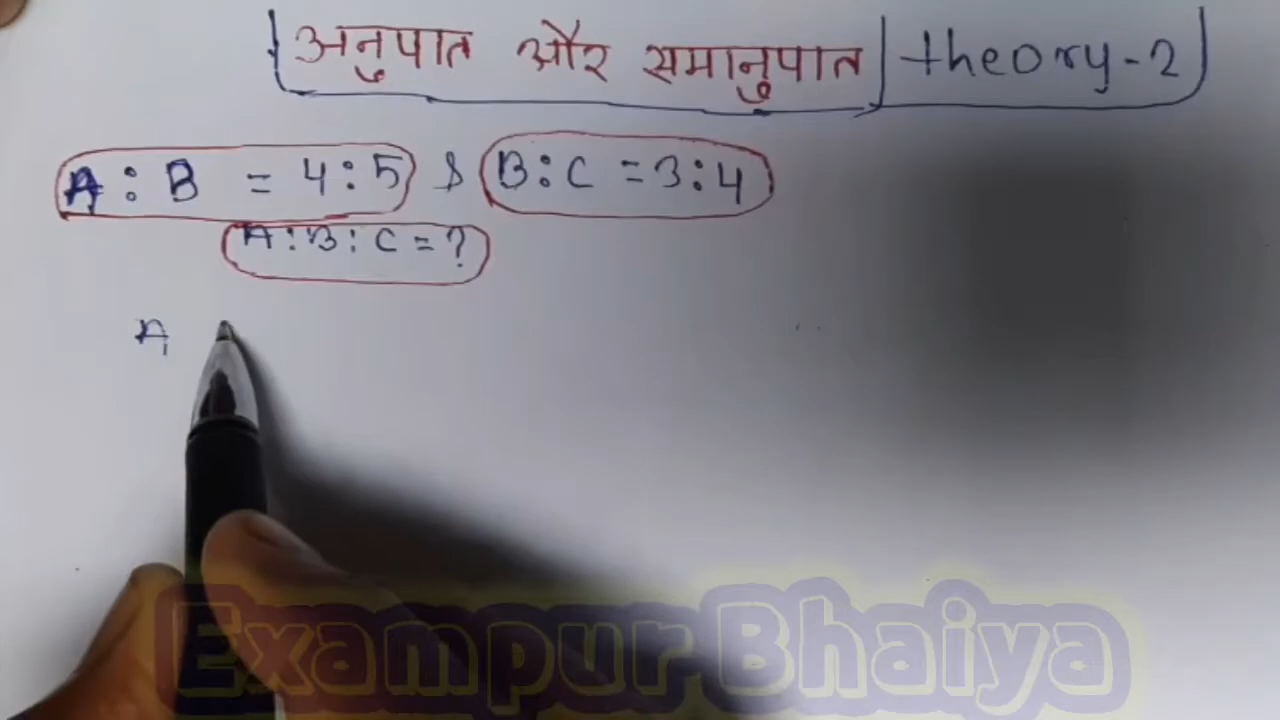 अनुपात और समानुपात theory-2
A : B = 4:5 & B:C = 3:4
A:B:C = ?
A
Exampur Bhaiya